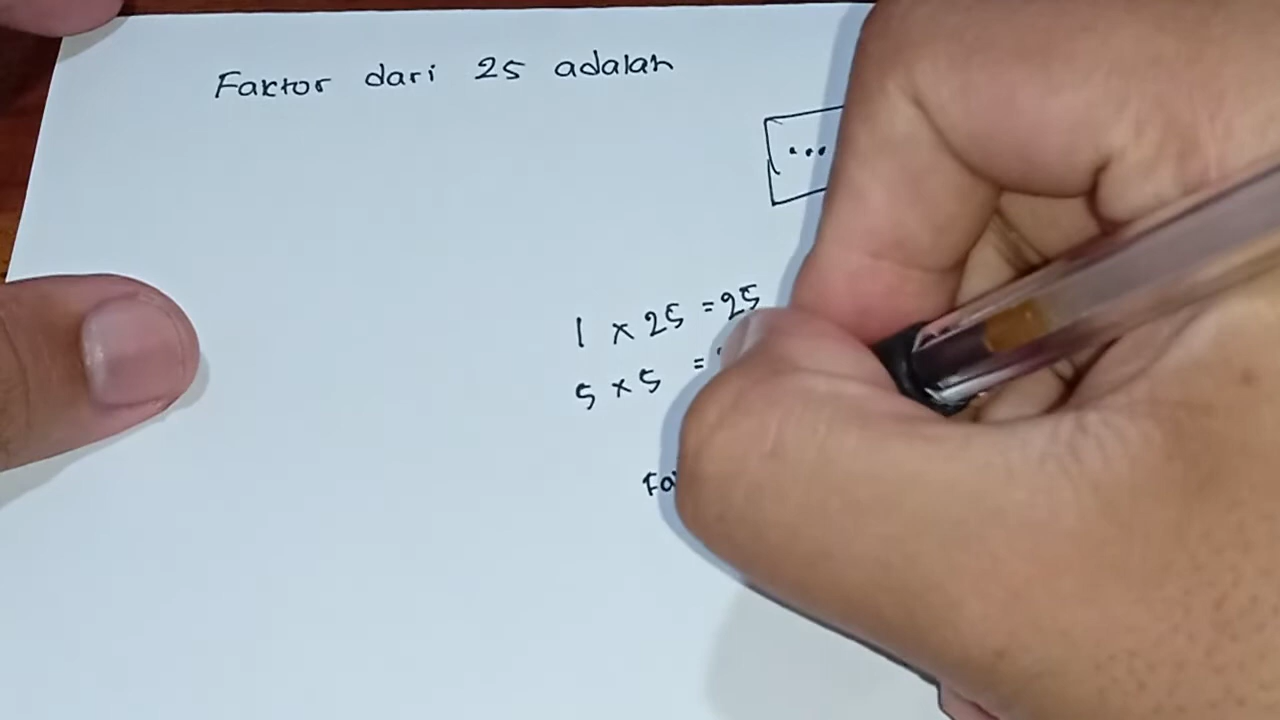 Faktor dari 25 adalah
...
1 x 25 = 25
5 x 5 =